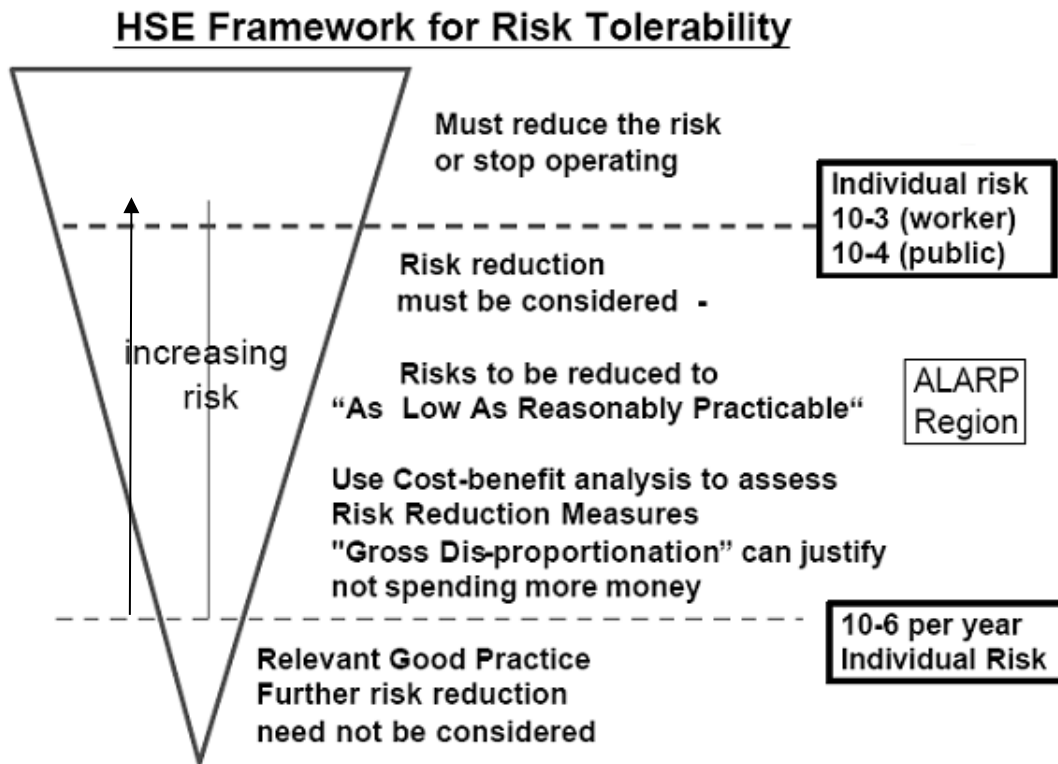 HSE Framework for Risk Tolerability
Must reduce the risk
or stop operating
Individual risk
10-3 (worker)
10-4 (public)
Risk reduction
must be considered -
increasing
risk
Risks to be reduced to
“As Low As Reasonably Practicable“
ALARP
Region
Use Cost-benefit analysis to assess
Risk Reduction Measures
"Gross Dis-proportionation” can justify
not spending more money
10-6 per year
Individual Risk
Relevant Good Practice
Further risk reduction
need not be considered